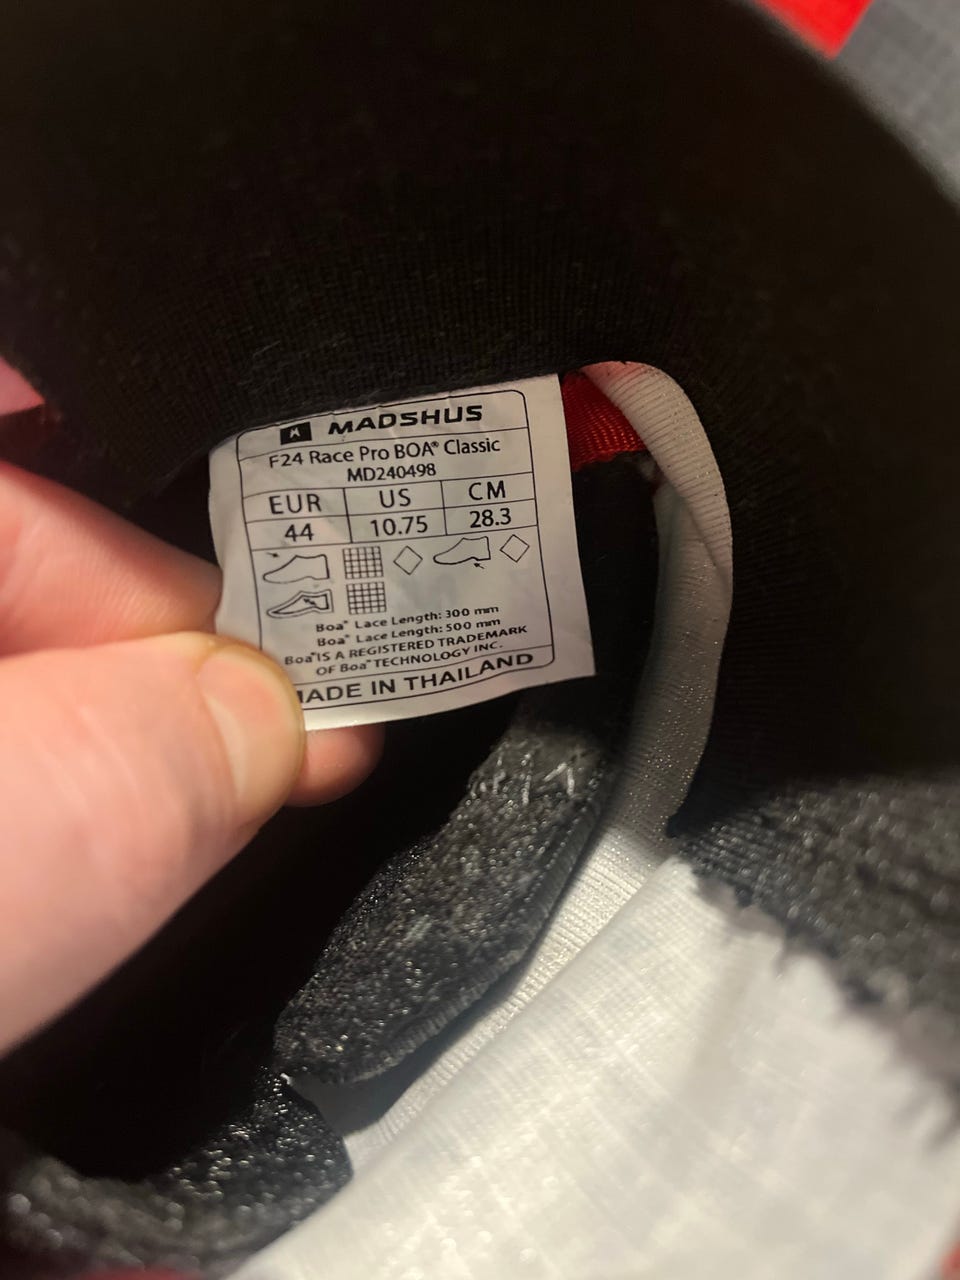 MADSHUS
F24 Race Pro BOA® Classic
MD240498
EUR US CM
44 10.75 28.3
Boa® Lace Length: 300 mm
Boa® Lace Length: 500 mm
Boa® IS A REGISTERED TRADEMARK
OF Boa® TECHNOLOGY INC.
MADE IN THAILAND